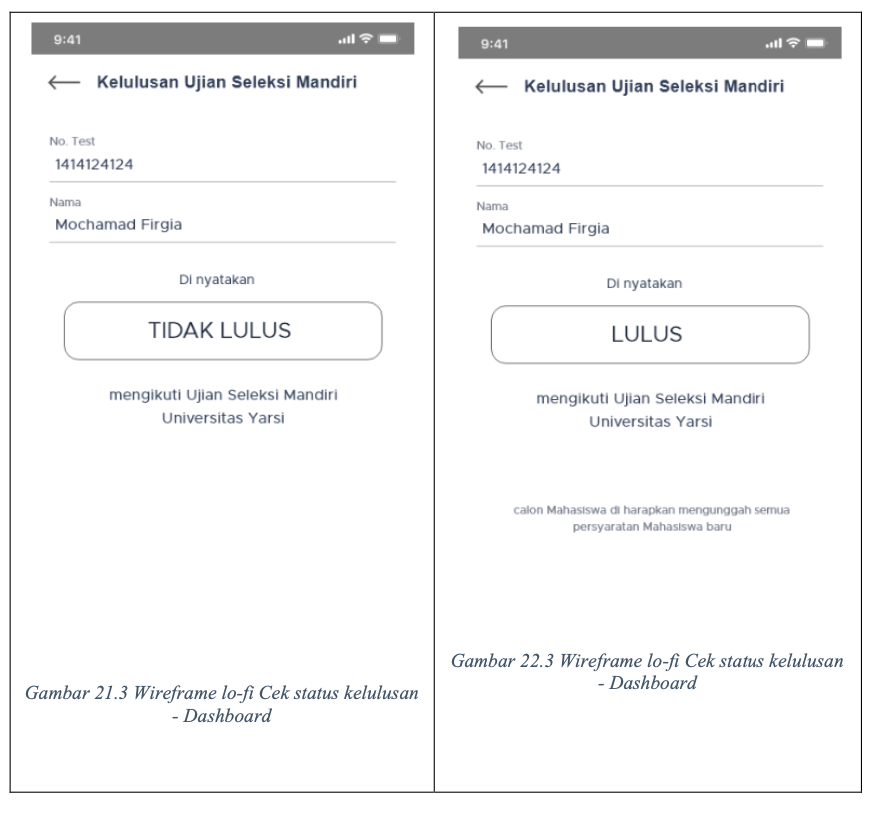 9:41
Kelulusan Ujian Seleksi Mandiri
No. Test
1414124124
Nama
Mochamad Firgia
Di nyatakan
TIDAK LULUS
mengikuti Ujian Seleksi Mandiri
Universitas Yarsi
Gambar 21.3 Wireframe lo-fi Cek status kelulusan
- Dashboard
9:41
Kelulusan Ujian Seleksi Mandiri
No. Test
1414124124
Nama
Mochamad Firgia
Di nyatakan
LULUS
mengikuti Ujian Seleksi Mandiri
Universitas Yarsi
calon Mahasiswa di harapkan mengunggah semua
persyaratan Mahasiswa baru
Gambar 22.3 Wireframe lo-fi Cek status kelulusan
- Dashboard